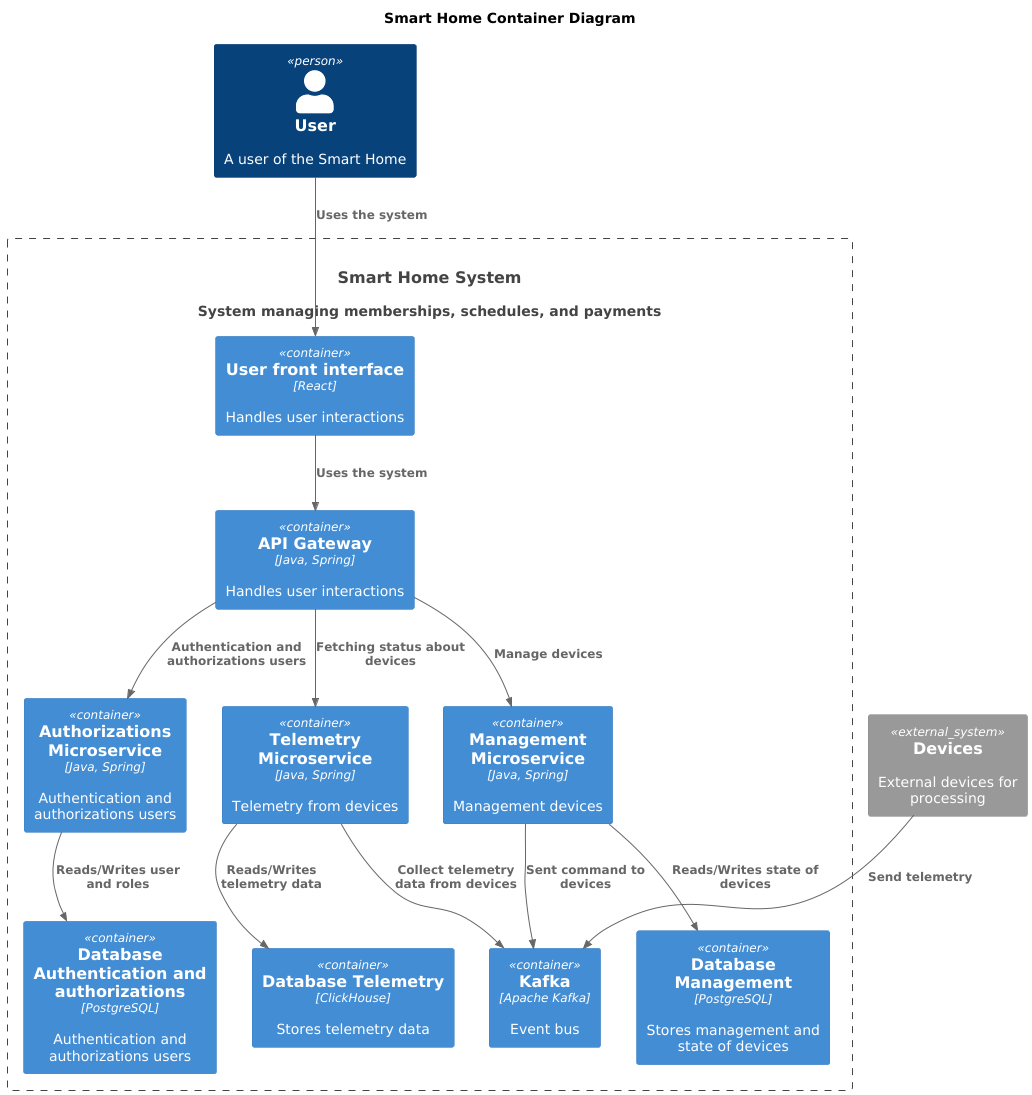 Smart Home Container Diagram
«person»
User
A user of the Smart Home
Uses the system
Smart Home System
System managing memberships, schedules, and payments
«container»
User front interface
[React]
Handles user interactions
Uses the system
«container»
API Gateway
[Java, Spring]
Handles user interactions
Authentication and
authorizations users
Fetching status about
devices
Manage devices
«container»
Authorizations
Microservice
[Java, Spring]
Authentication and
authorizations users
«container»
Telemetry
Microservice
[Java, Spring]
Telemetry from devices
«container»
Management
Microservice
[Java, Spring]
Management devices
«external_system»
Devices
External devices for
processing
Reads/Writes user
and roles
Reads/Writes
telemetry data
Collect telemetry
data from devices
Sent command to
devices
Reads/Writes state of
devices
Send telemetry
«container»
Database
Authentication and
authorizations
[PostgreSQL]
Authentication and
authorizations users
«container»
Database Telemetry
[ClickHouse]
Stores telemetry data
«container»
Kafka
[Apache Kafka]
Event bus
«container»
Database
Management
[PostgreSQL]
Stores management and
state of devices